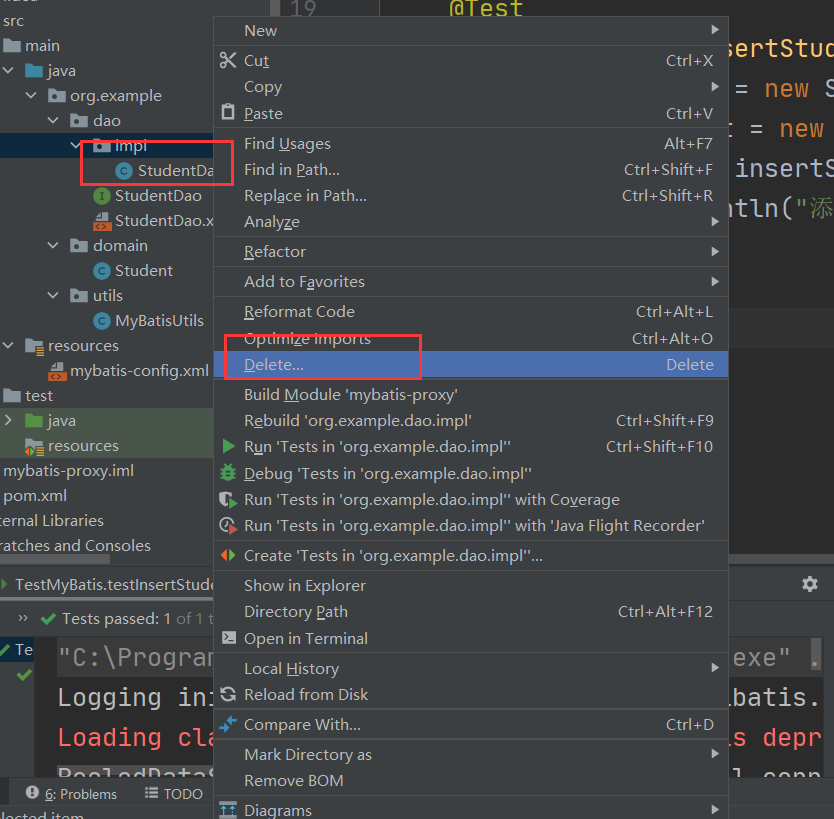 src
19
@Test
main
java
org.example
dao
impl
StudentDa
StudentDao
StudentDao.x
domain
Student
utils
MyBatisUtils
resources
mybatis-config.xml
test
java
resources
mybatis-proxy.iml
pom.xml
ternal Libraries
ratches and Consoles
New
Cut Ctrl+X
Copy
Paste Ctrl+V
Find Usages Alt+F7
Find in Path... Ctrl+Shift+F
Replace in Path... Ctrl+Shift+R
Analyze
Refactor
Add to Favorites
Reformat Code Ctrl+Alt+L
Optimize Imports Ctrl+Alt+O
Delete... Delete
Build Module 'mybatis-proxy'
Rebuild 'org.example.dao.impl' Ctrl+Shift+F9
Run 'Tests in 'org.example.dao.impl'' Ctrl+Shift+F10
Debug 'Tests in 'org.example.dao.impl''
Run 'Tests in 'org.example.dao.impl'' with Coverage
Run 'Tests in 'org.example.dao.impl'' with 'Java Flight Recorder'
Create 'Tests in 'org.example.dao.impl''...
Show in Explorer
Directory Path Ctrl+Alt+F12
Open in Terminal
Local History
Reload from Disk
Compare With... Ctrl+D
Mark Directory as
Remove BOM
Diagrams
sertStud
= new S
t = new
insertS
ntln("添
TestMyBatis.testInsertStude
Tests passed: 1 of 1 t
Te
"C:\Program
exe" .
Logging ini
batis.
Loading cla
s depr
PooledDataS
l conn
6: Problems
TODO
lected item